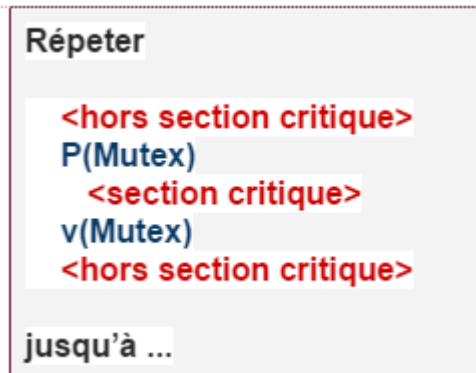 Répeter
<hors section critique>
P(Mutex)
<section critique>
v(Mutex)
<hors section critique>
jusqu'à ...